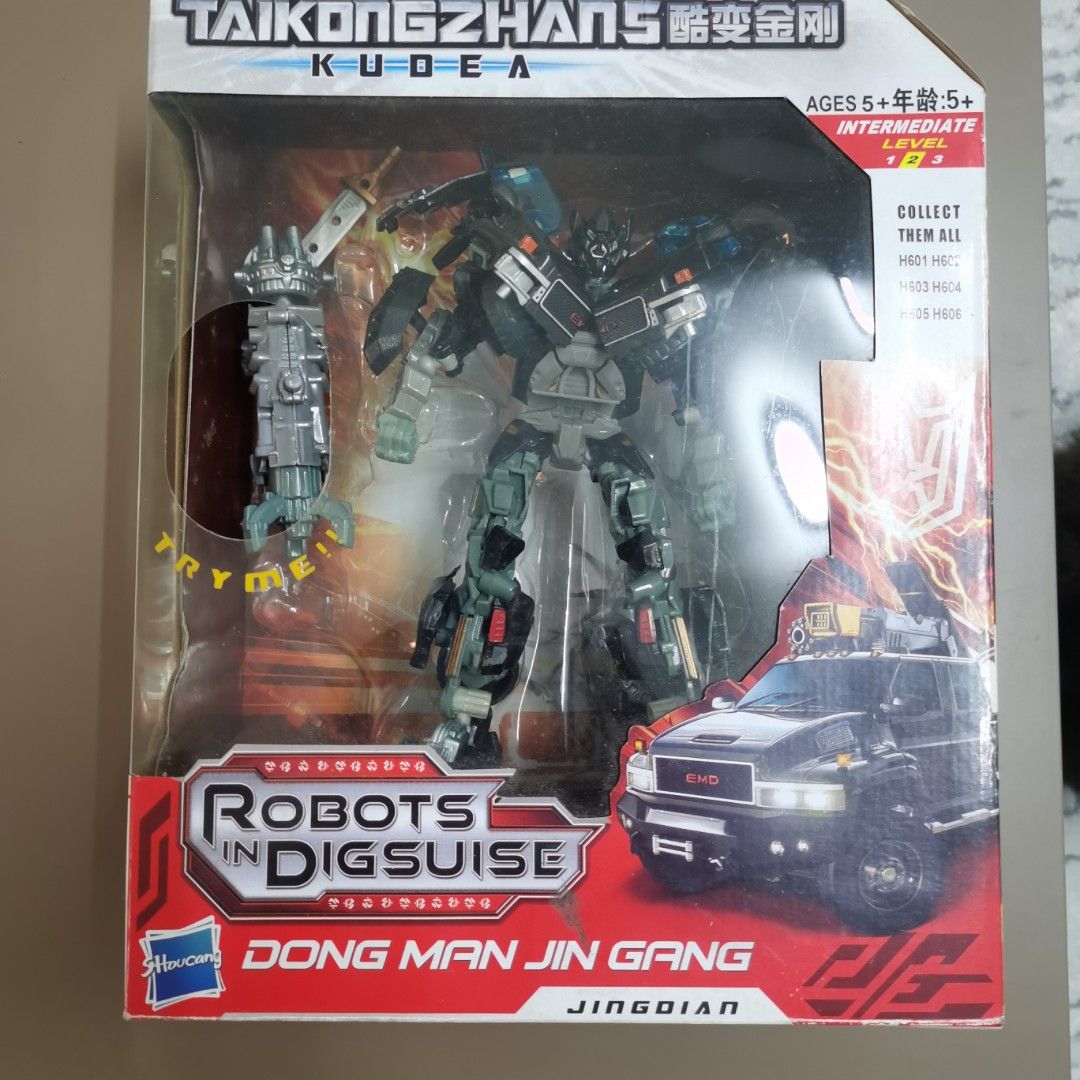 TAIKONGZHANS 酷变金刚
KUDEA
AGES 5+年龄:5+
INTERMEDIATE
LEVEL
1 2 3
COLLECT
THEM ALL
H601 H602
H603 H604
H605 H606
TRY ME!!
EMD
ROBOTS
IN DIGSUISE
sHoucang
DONG MAN JIN GANG
JINGDIAN